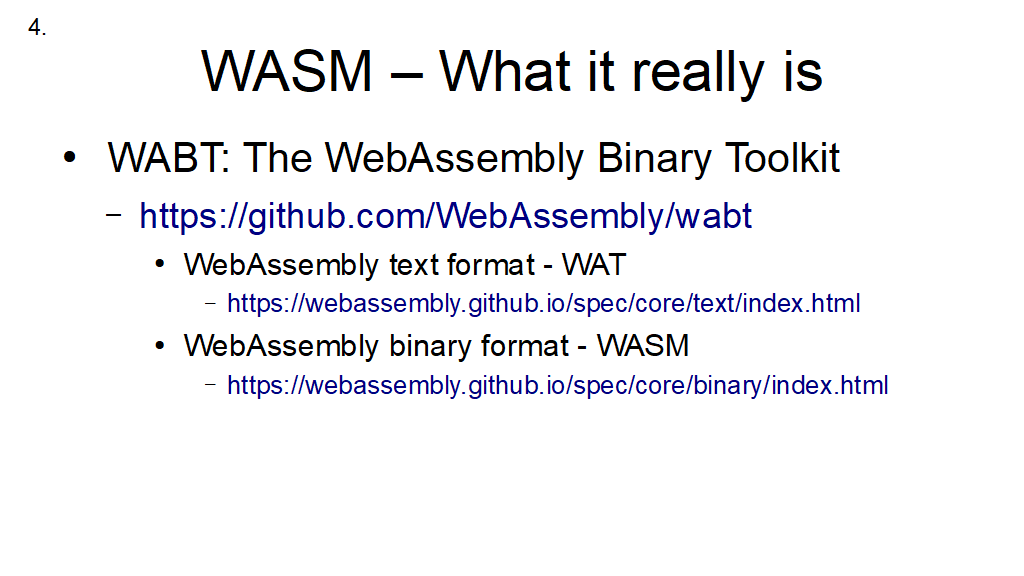 4.
WASM – What it really is
● WABT: The WebAssembly Binary Toolkit
– https://github.com/WebAssembly/wabt
● WebAssembly text format - WAT
– https://webassembly.github.io/spec/core/text/index.html
● WebAssembly binary format - WASM
– https://webassembly.github.io/spec/core/binary/index.html